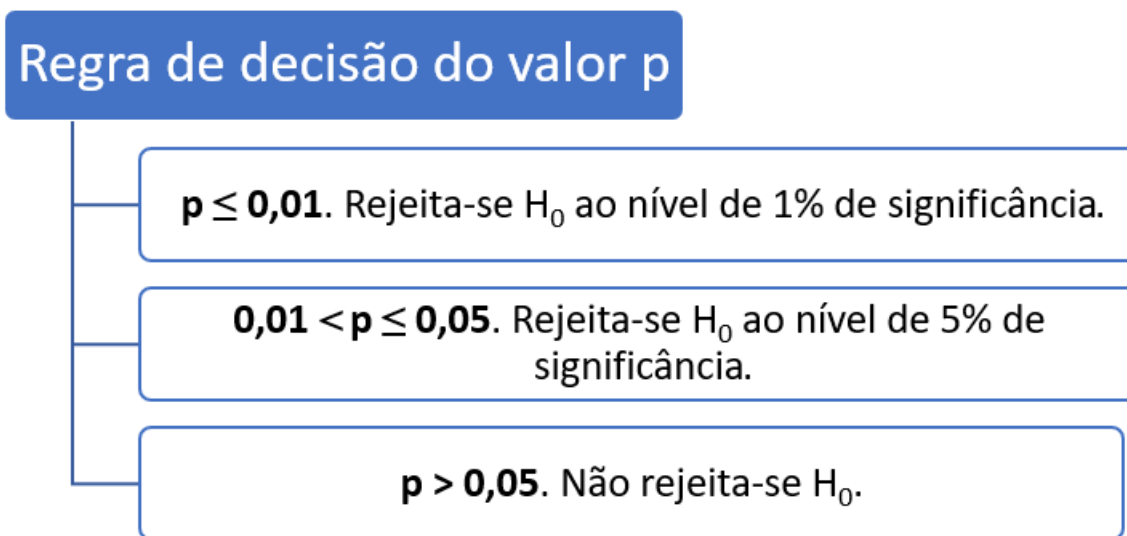 Regra de decisão do valor p
p ≤ 0,01. Rejeita-se H₀ ao nível de 1% de significância.
0,01 < p ≤ 0,05. Rejeita-se H₀ ao nível de 5% de
significância.
p > 0,05. Não rejeita-se H₀.